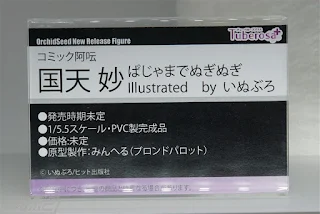 OrchidSeed New Release Figure
Tuberosa
コミック阿吽
国天 妙 ぱじゃまでぬぎぬぎ
Illustrated by いぬぶろ
●発売時期未定
●1/5.5スケール・PVC製完成品
●価格:未定
●原型製作:みんへる(ブロンドパロット)
©いぬぶろ/ヒット出版社